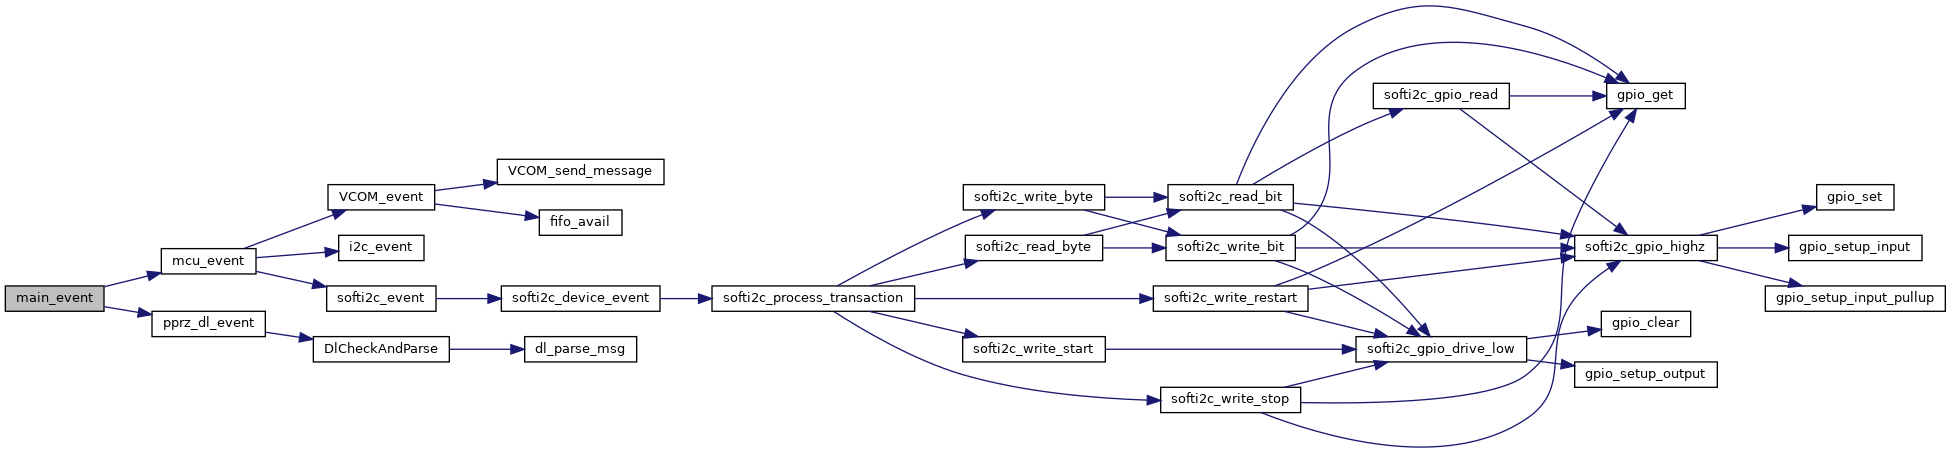 main_event
mcu_event
pprz_dl_event
VCOM_event
i2c_event
softi2c_event
DlCheckAndParse
VCOM_send_message
fifo_avail
softi2c_device_event
dl_parse_msg
softi2c_process_transaction
softi2c_write_byte
softi2c_read_byte
softi2c_write_restart
softi2c_write_start
softi2c_write_stop
softi2c_read_bit
softi2c_write_bit
softi2c_gpio_read
softi2c_gpio_drive_low
gpio_get
softi2c_gpio_highz
gpio_clear
gpio_setup_output
gpio_set
gpio_setup_input
gpio_setup_input_pullup